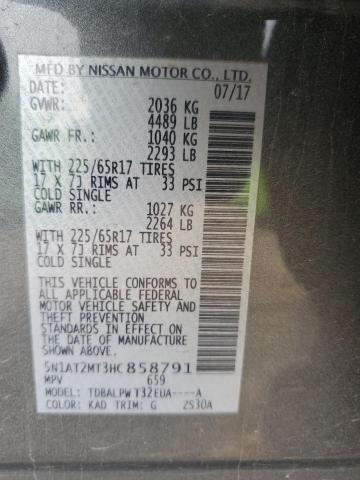 MFD BY NISSAN MOTOR CO., LTD.
DATE: 07/17
GVWR: 2036 KG
4489 LB
GAWR FR.: 1040 KG
2293 LB
WITH 225/65R17 TIRES
17 X 7J RIMS AT 33 PSI
COLD SINGLE
GAWR RR.: 1027 KG
2264 LB
WITH 225/65R17 TIRES
17 X 7J RIMS AT 33 PSI
COLD SINGLE
THIS VEHICLE CONFORMS TO
ALL APPLICABLE FEDERAL
MOTOR VEHICLE SAFETY AND
THEFT PREVENTION
STANDARDS IN EFFECT ON
THE DATE OF MANUFACTURE
SHOWN ABOVE.
5N1AT2MT3HC858791
MPV 659
MODEL: TDBALPW T32EUA----A
COLOR: KAD TRIM: G 2S30A